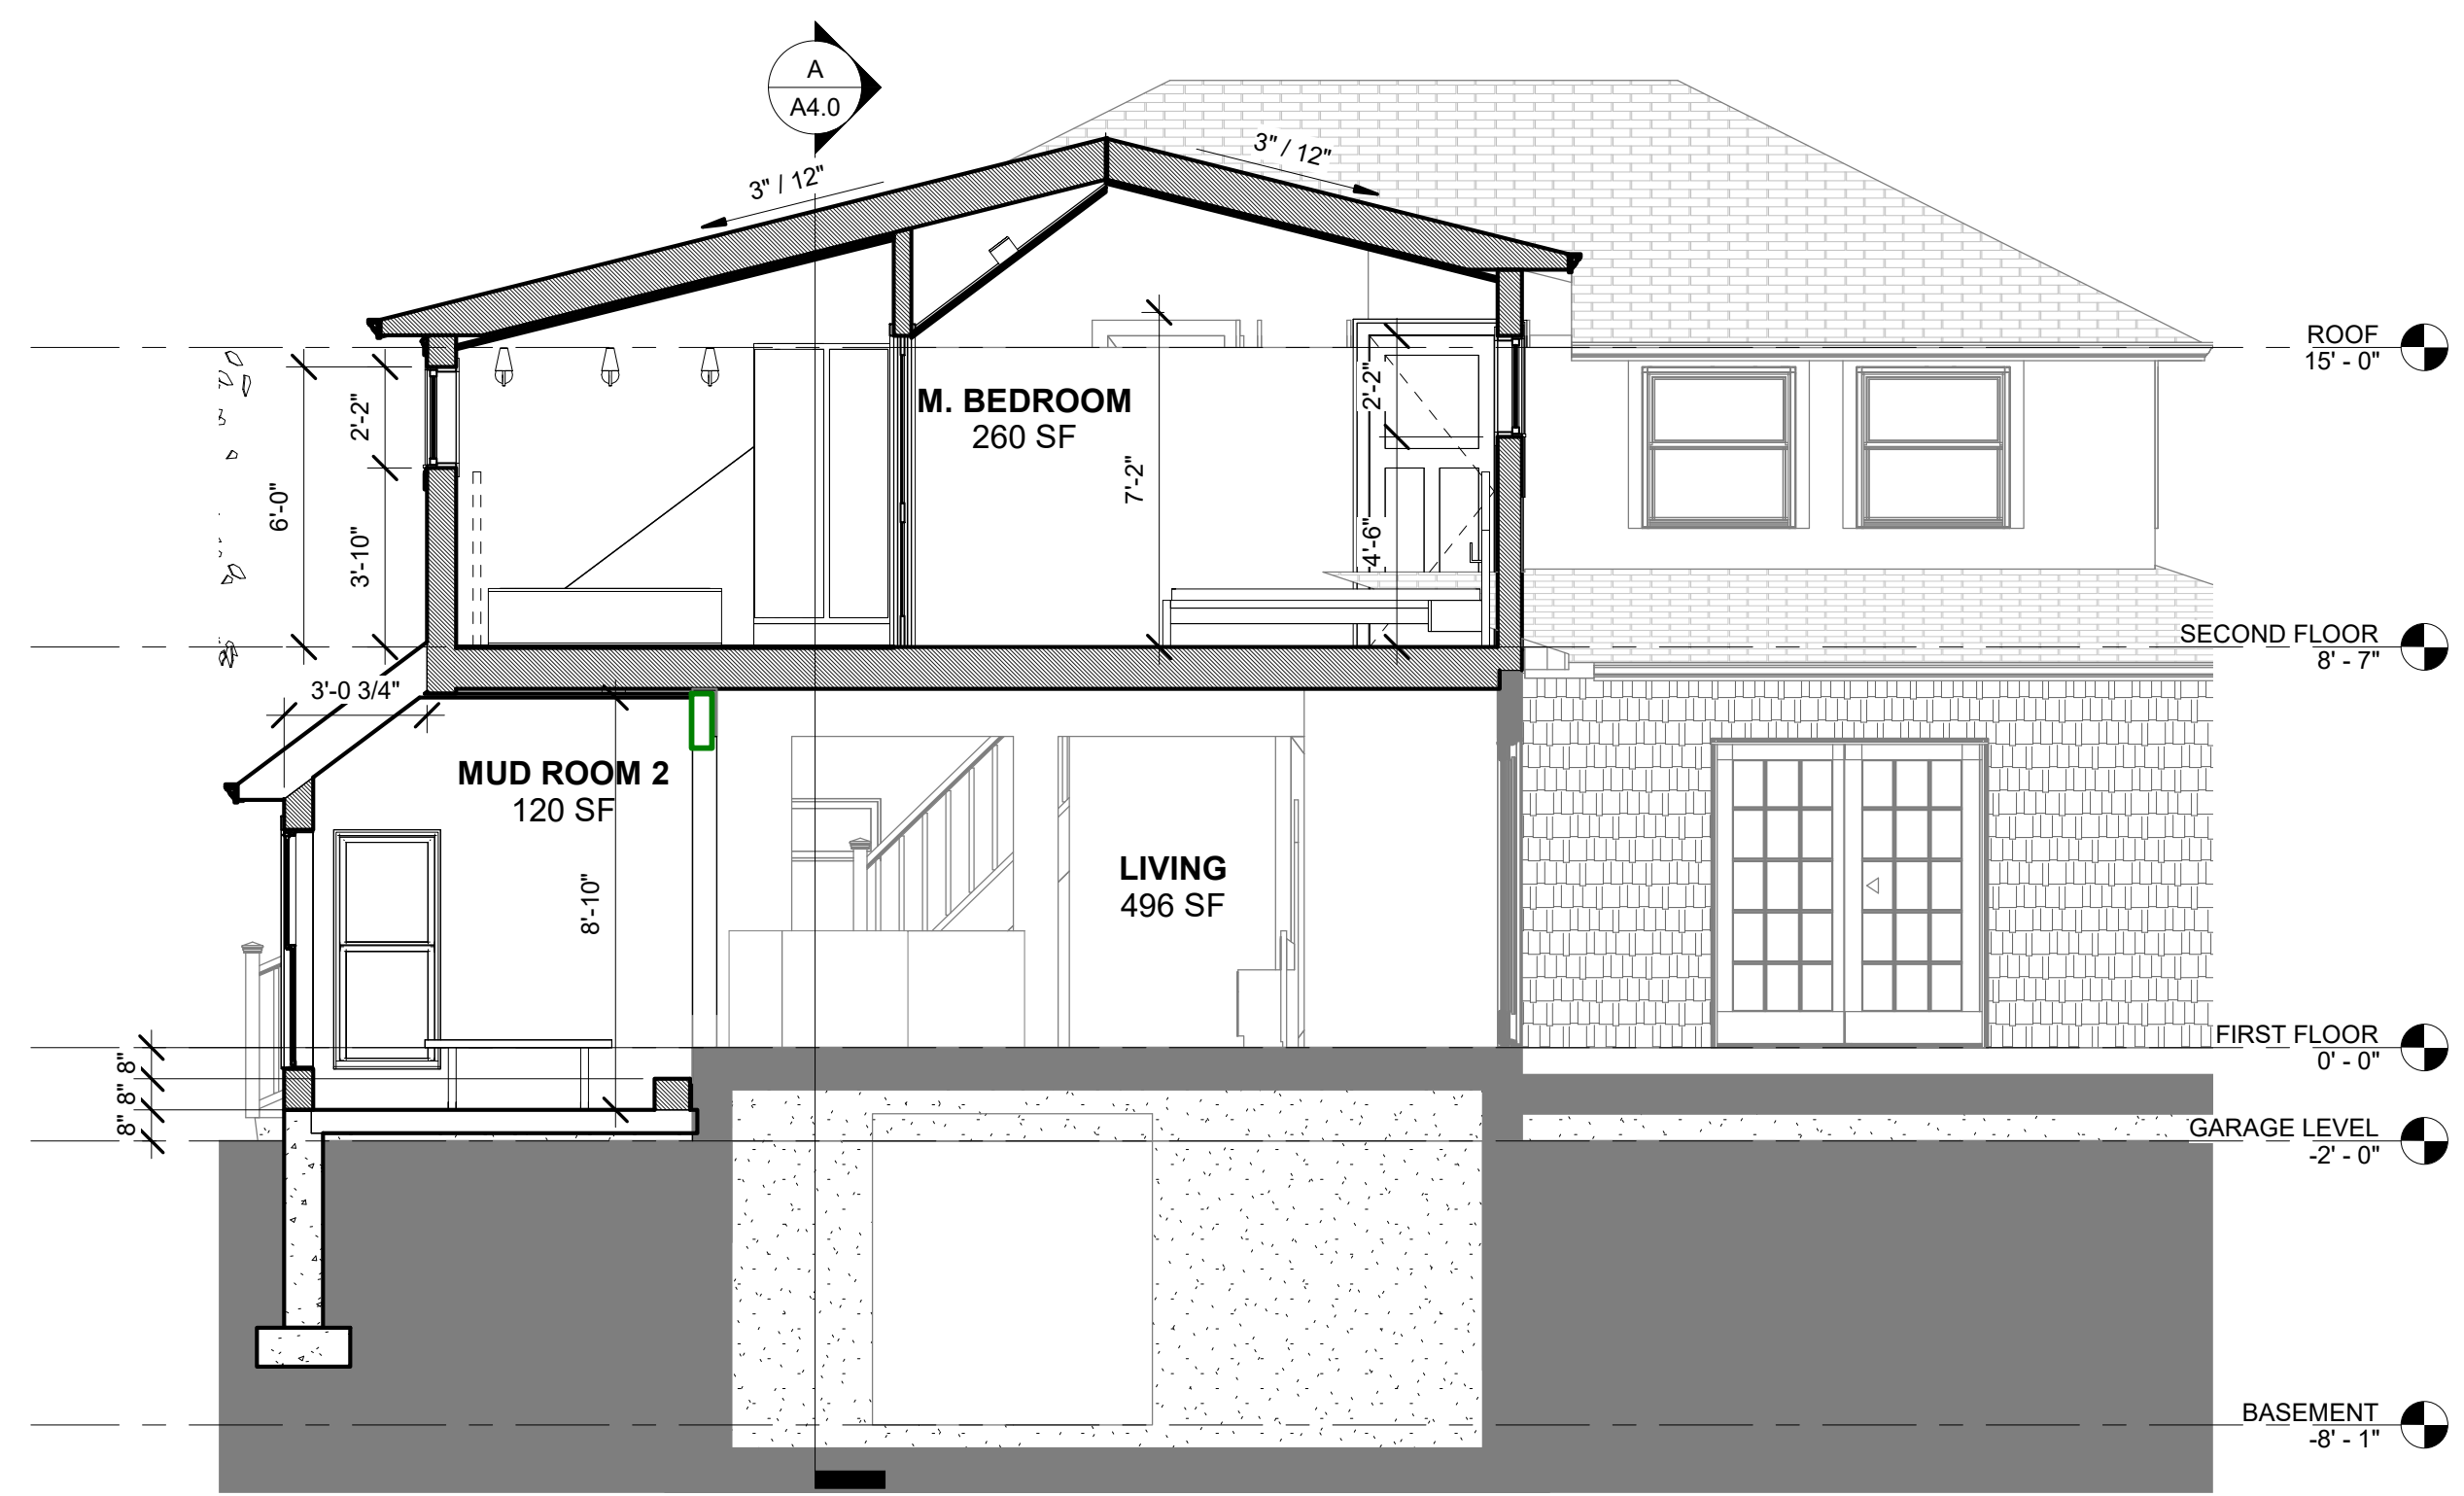 A
A4.0
3" / 12"
3" / 12"
ROOF
15' - 0"
M. BEDROOM
260 SF
2'-2"
2'-2"
7'-2"
6'-0"
3'-10"
4'-6"
SECOND FLOOR
8' - 7"
3'-0 3/4"
MUD ROOM 2
120 SF
LIVING
496 SF
8'-10"
FIRST FLOOR
0' - 0"
8"
8"
8"
GARAGE LEVEL
-2' - 0"
BASEMENT
-8' - 1"